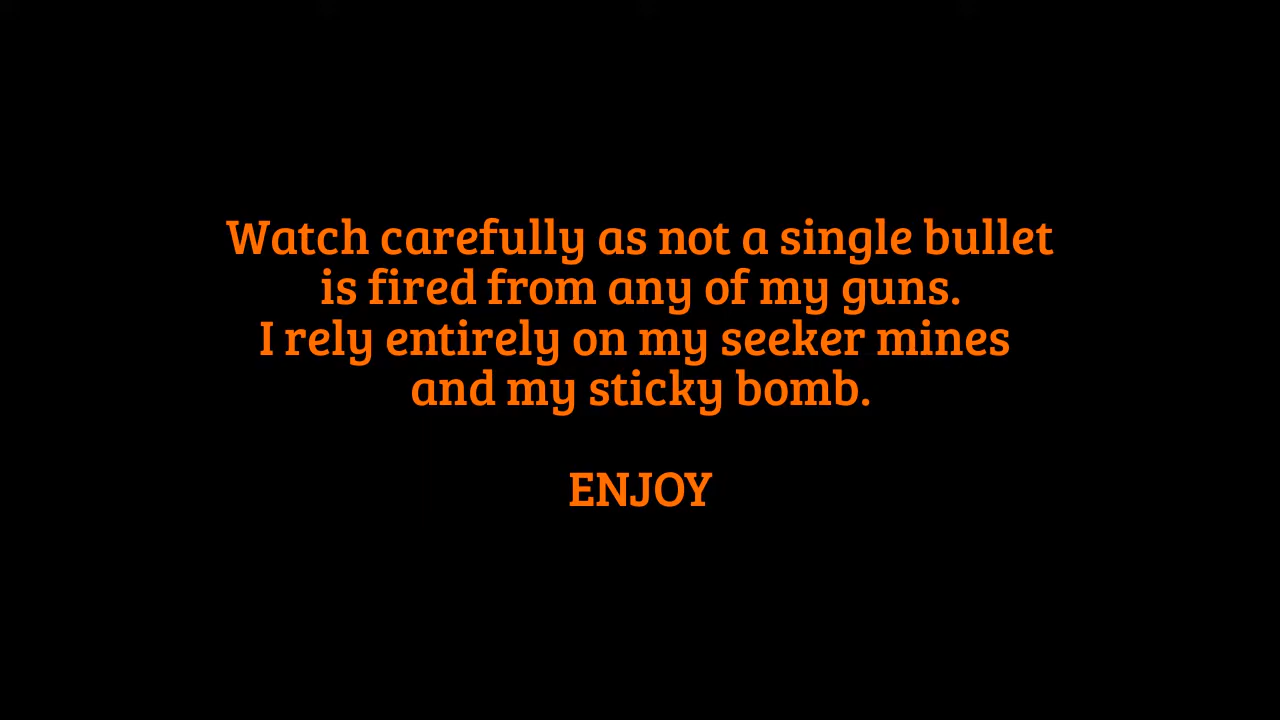 Watch carefully as not a single bullet
is fired from any of my guns.
I rely entirely on my seeker mines
and my sticky bomb.
ENJOY